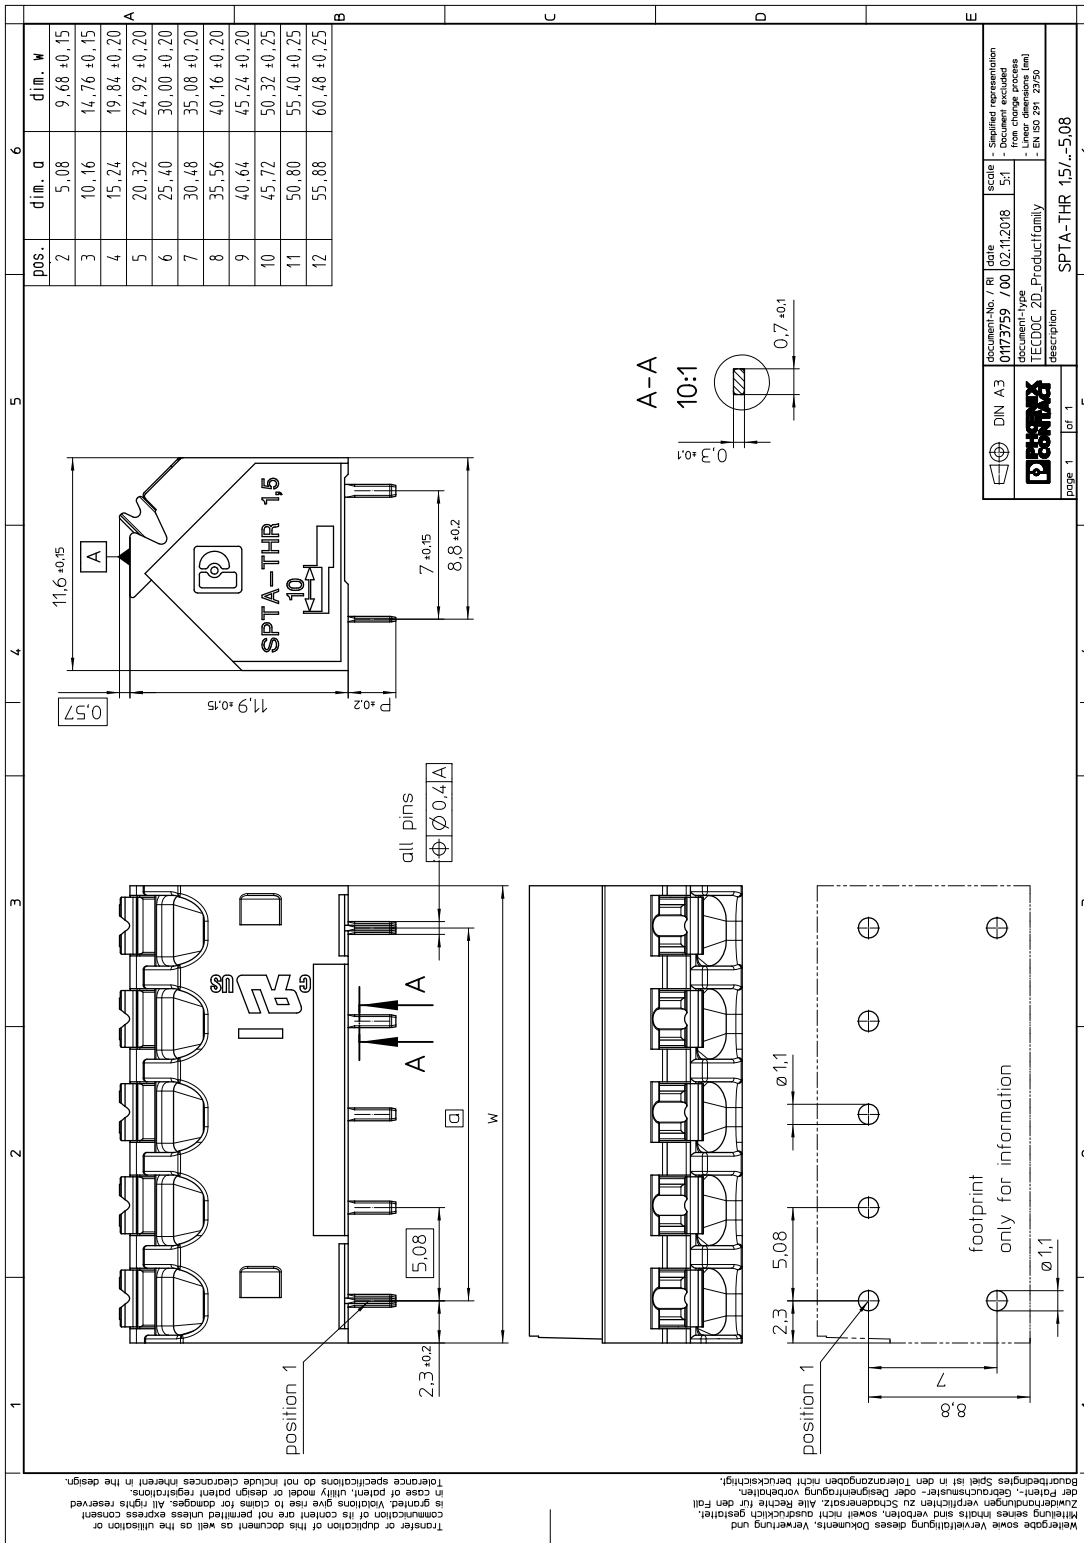 1
2
3
4
5
6
A
B
C
D
E
pos. dim. a dim. w
2 5,08 9,68 ±0,15
3 10,16 14,76 ±0,15
4 15,24 19,84 ±0,20
5 20,32 24,92 ±0,20
6 25,40 30,00 ±0,20
7 30,48 35,08 ±0,20
8 35,56 40,16 ±0,20
9 40,64 45,24 ±0,20
10 45,72 50,32 ±0,25
11 50,80 55,40 ±0,25
12 55,88 60,48 ±0,25
11,6 ±0,15
A
0,57
11,9 ±0,15
P ±0,2
SPTA-THR 1,5
10
7 ±0,15
8,8 ±0,2
A-A
10:1
0,3 ±0,1
0,7 ±0,1
all pins
Ø 0,4 A
c RU US
A A
position 1
5,08
a
2,3 ±0,2
w
position 1
2,3
5,08
ø1,1
7
8,8
footprint
only for information
ø1,1
DIN A3
PHOENIX
CONTACT
page 1 of 1
document-No. / RI
01173759 / 00
date
02.11.2018
scale
5:1
- Simplified representation
- Document excluded
from change process
- Linear dimensions [mm]
- EN ISO 291 23/50
document-type
TECDOC 2D_Productfamily
description
SPTA-THR 1,5/..-5,08
Transfer or duplication of this document as well as the utilisation or
communication of its content are not permitted unless express consent
is granted. Violations give rise to claims for damages. All rights reserved
in case of patent, utility model or design patent registrations.
Tolerance specifications do not include clearances inherent in the design.
Weitergabe sowie Vervielfältigung dieses Dokuments, Verwertung und
Mitteilung seines Inhalts sind verboten, soweit nicht ausdrücklich gestattet.
Zuwiderhandlungen verpflichten zu Schadenersatz. Alle Rechte für den Fall
der Patent-, Gebrauchsmuster- oder Designeintragung vorbehalten.
Bauartbedingtes Spiel ist in den Toleranzangaben nicht berücksichtigt.